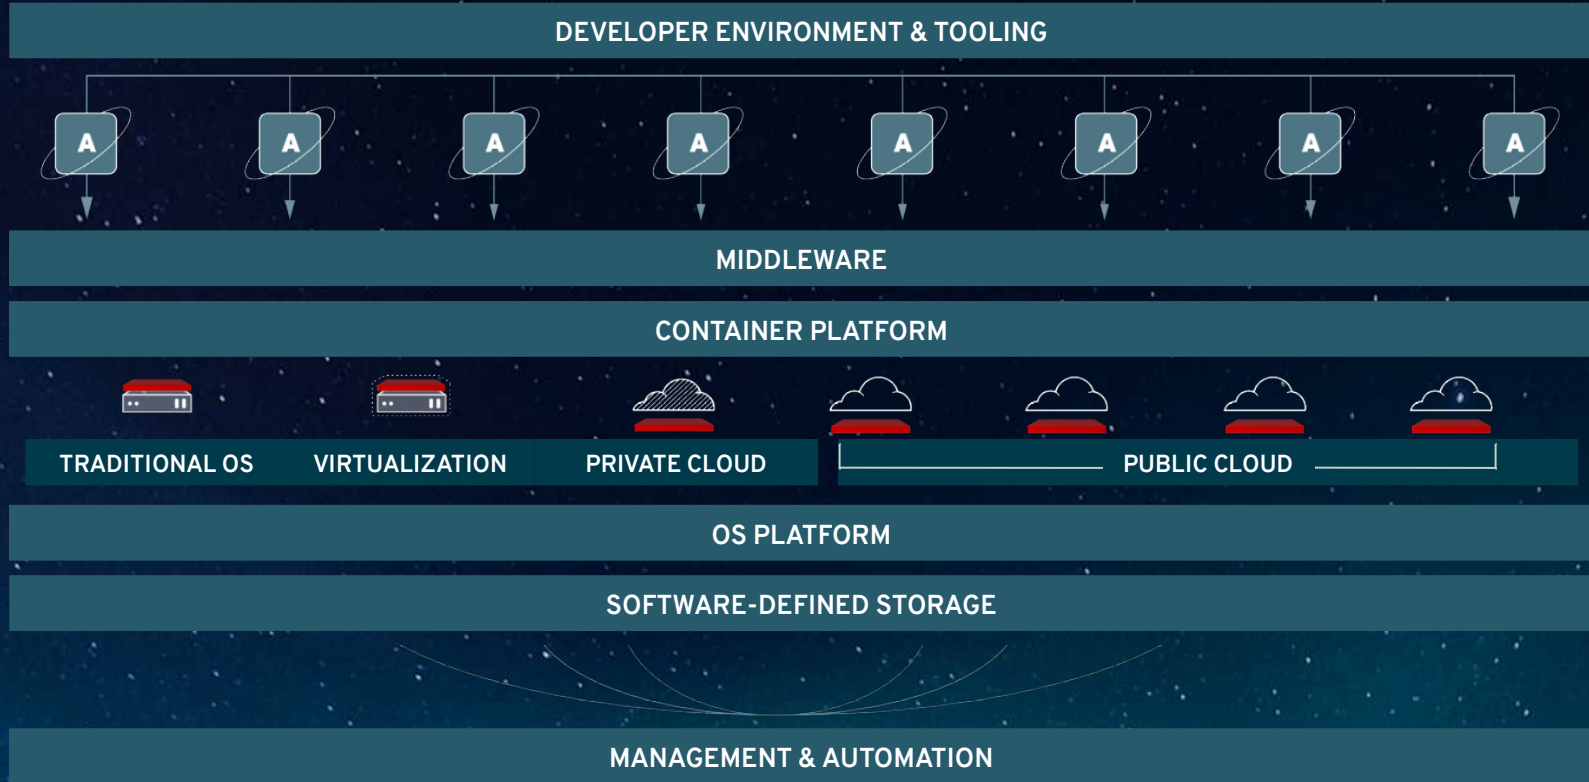 DEVELOPER ENVIRONMENT & TOOLING
A A A A A A A A
MIDDLEWARE
CONTAINER PLATFORM
TRADITIONAL OS VIRTUALIZATION PRIVATE CLOUD PUBLIC CLOUD
OS PLATFORM
SOFTWARE-DEFINED STORAGE
MANAGEMENT & AUTOMATION